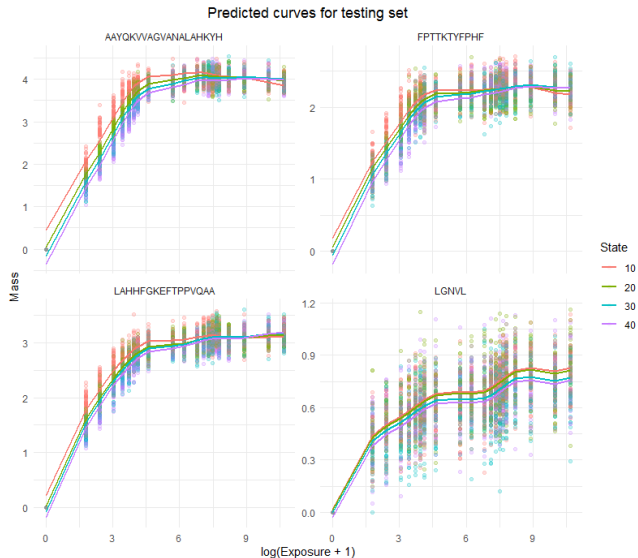 Predicted curves for testing set
AAYQKVVAGVANALAHKYH
FPTTKTYFPHF
4
3
2
1
0
2
1
0
Mass
State
10
20
30
40
LAHHFGKEFTPPVQAA
LGNVL
3
2
1
0
1.2
0.9
0.6
0.3
0.0
0 3 6 9
0 3 6 9
log(Exposure + 1)